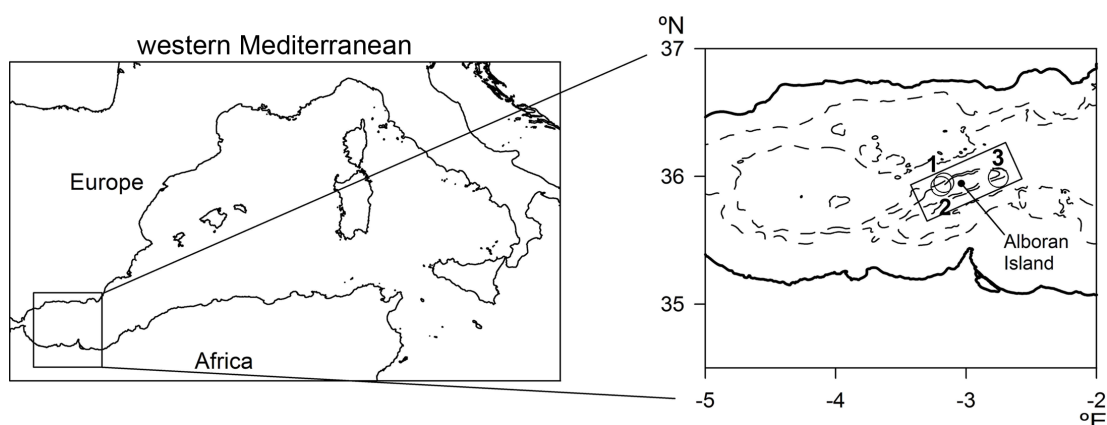 western Mediterranean
Europe
Africa
ºN
37
36
35
1
3
2
Alboran
Island
-5
-4
-3
-2
ºE